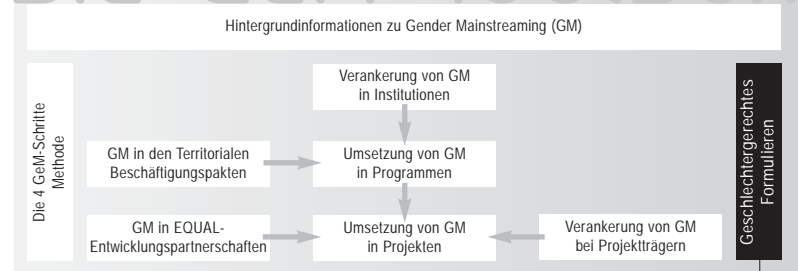 Hintergrundinformationen zu Gender Mainstreaming (GM)
Die 4 GeM-Schritte
Methode
Verankerung von GM
in Institutionen
GM in den Territorialen
Beschäftigungspakten
Umsetzung von GM
in Programmen
GM in EQUAL-
Entwicklungspartnerschaften
Umsetzung von GM
in Projekten
Verankerung von GM
bei Projektträgern
Geschlechtergerechtes
Formulieren